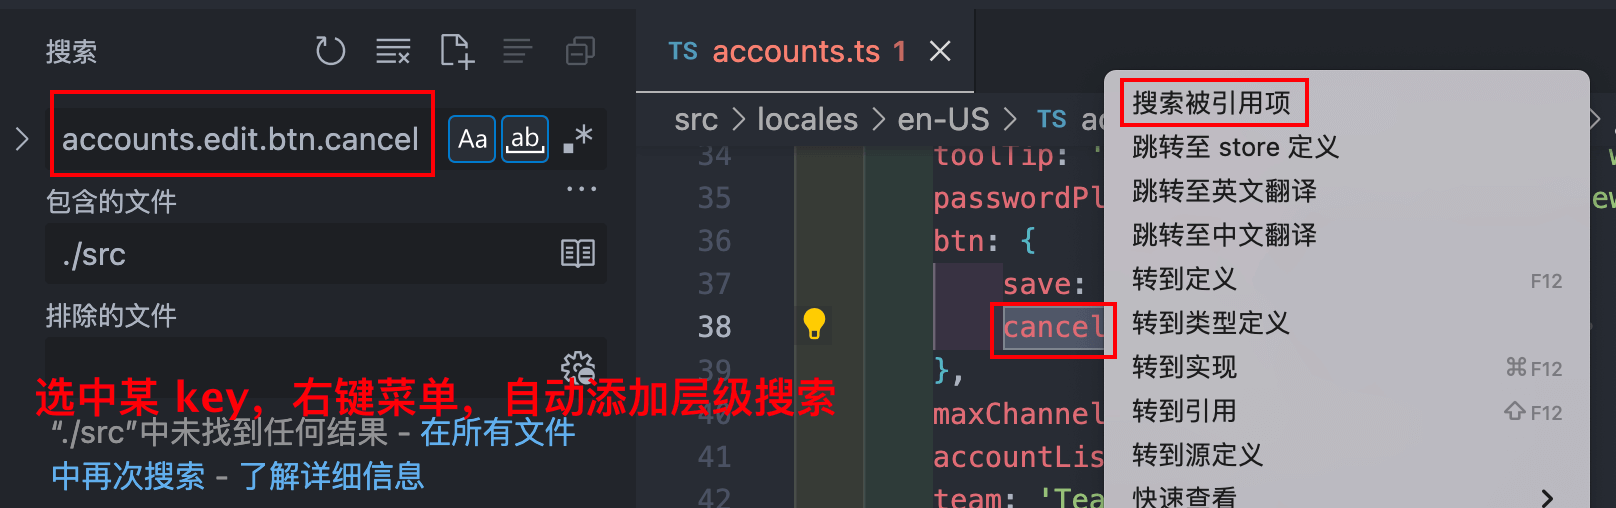 搜索
accounts.edit.btn.cancel
Aa
ab
.*
包含的文件
...
./src
排除的文件
选中某 key，右键菜单，自动添加层级搜索
“./src”中未找到任何结果 - 在所有文件
中再次搜索 - 了解详细信息
TS accounts.ts 1
src > locales > en-US > TS
34 toolTip: '
35 passwordPl
36 btn: {
37 save:
38 cancel
39 },
40 maxChannel
41 accountLis
42 team: 'Tea
搜索被引用项
跳转至 store 定义
跳转至英文翻译
跳转至中文翻译
转到定义 F12
转到类型定义
转到实现 ⌘F12
转到引用 ⇧F12
转到源定义
快速查看 >